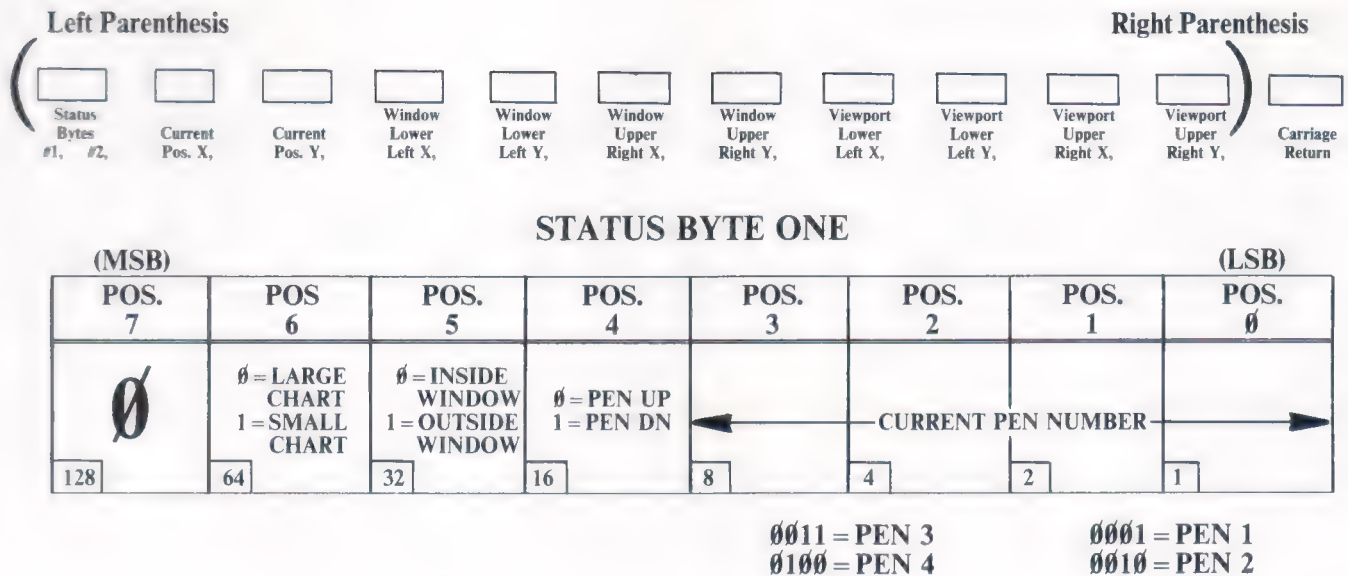 Left Parenthesis Right Parenthesis
( )
Status Bytes #1, #2,
Current Pos. X,
Current Pos. Y,
Window Lower Left X,
Window Lower Left Y,
Window Upper Right X,
Window Upper Right Y,
Viewport Lower Left X,
Viewport Lower Left Y,
Viewport Upper Right X,
Viewport Upper Right Y,
Carriage Return
STATUS BYTE ONE
(MSB) (LSB)
POS. 7
POS 6
POS. 5
POS. 4
POS. 3
POS. 2
POS. 1
POS. Ø
Ø
Ø = LARGE CHART
1 = SMALL CHART
Ø = INSIDE WINDOW
1 = OUTSIDE WINDOW
Ø = PEN UP
1 = PEN DN
CURRENT PEN NUMBER
128 64 32 16 8 4 2 1
ØØ11 = PEN 3 ØØØ1 = PEN 1
Ø1ØØ = PEN 4 ØØ1Ø = PEN 2